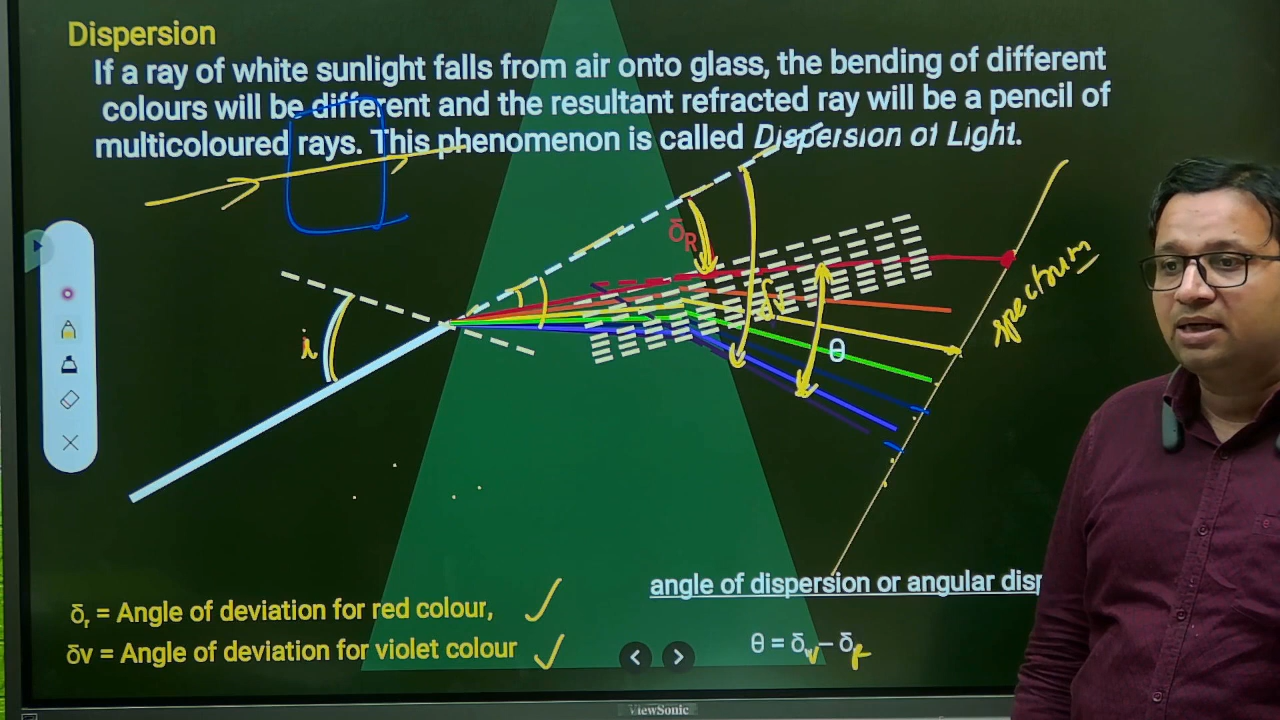 Dispersion
If a ray of white sunlight falls from air onto glass, the bending of different
colours will be different and the resultant refracted ray will be a pencil of
multicoloured rays. This phenomenon is called Dispersion of Light.
δR
i
δv
θ
spectrum
angle of dispersion or angular disp
δr = Angle of deviation for red colour,
δv = Angle of deviation for violet colour
θ = δv – δr
ViewSonic